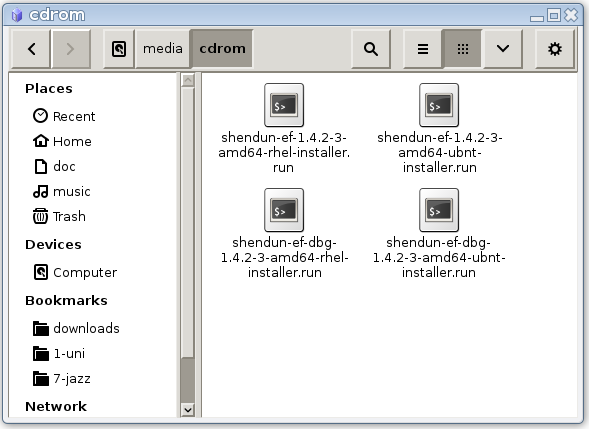 cdrom
media
cdrom
Places
Recent
Home
doc
music
Trash
Devices
Computer
Bookmarks
downloads
1-uni
7-jazz
Network
$>
shendun-ef-1.4.2-3-
amd64-rhel-installer.
run
$>
shendun-ef-1.4.2-3-
amd64-ubnt-
installer.run
$>
shendun-ef-dbg-
1.4.2-3-amd64-rhel-
installer.run
$>
shendun-ef-dbg-
1.4.2-3-amd64-ubnt-
installer.run